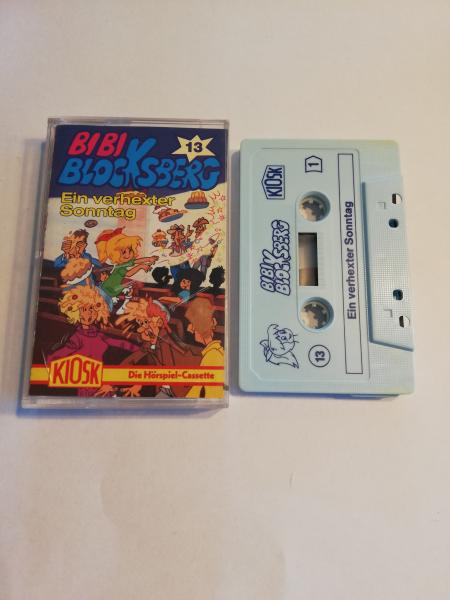 BIBI
BLOCKSBERG
13
Ein verhexter
Sonntag
KIOSK
Die Hörspiel-Cassette
KIOSK
1
BIBI
BLOCKSBERG
Ein verhexter Sonntag
13